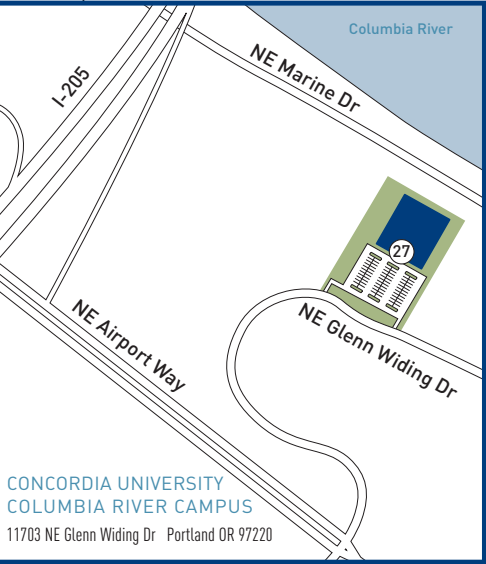 Columbia River
NE Marine Dr
I-205
27
NE Glenn Widing Dr
NE Airport Way
CONCORDIA UNIVERSITY
COLUMBIA RIVER CAMPUS
11703 NE Glenn Widing Dr Portland OR 97220